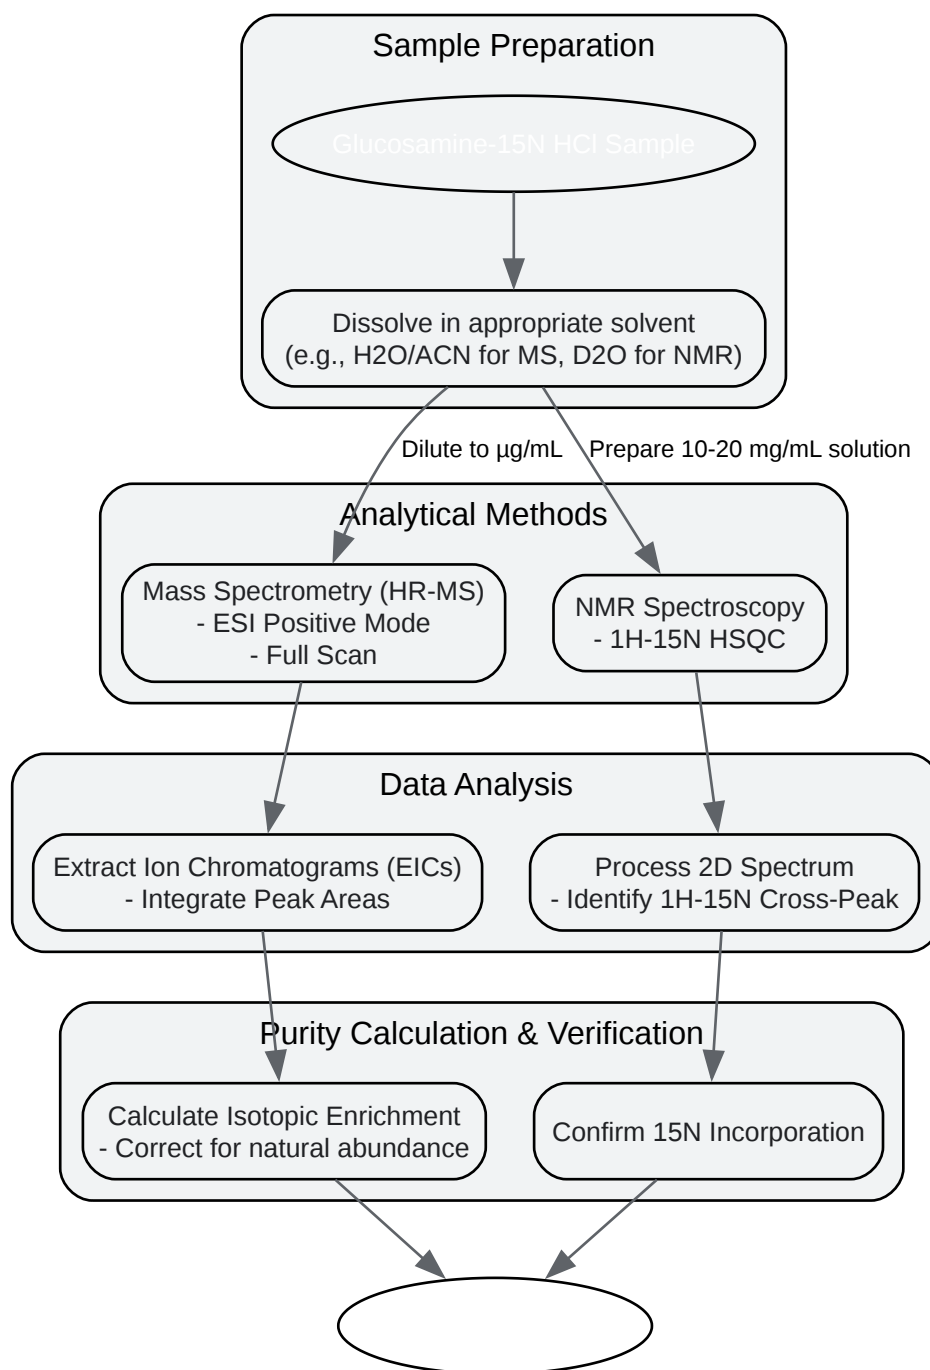 Sample Preparation
Glucosamine-15N HCl Sample
Dissolve in appropriate solvent
(e.g., H2O/ACN for MS, D2O for NMR)
Dilute to µg/mL
Prepare 10-20 mg/mL solution
Analytical Methods
Mass Spectrometry (HR-MS)
- ESI Positive Mode
- Full Scan
NMR Spectroscopy
- 1H-15N HSQC
Data Analysis
Extract Ion Chromatograms (EICs)
- Integrate Peak Areas
Process 2D Spectrum
- Identify 1H-15N Cross-Peak
Purity Calculation & Verification
Calculate Isotopic Enrichment
- Correct for natural abundance
Confirm 15N Incorporation